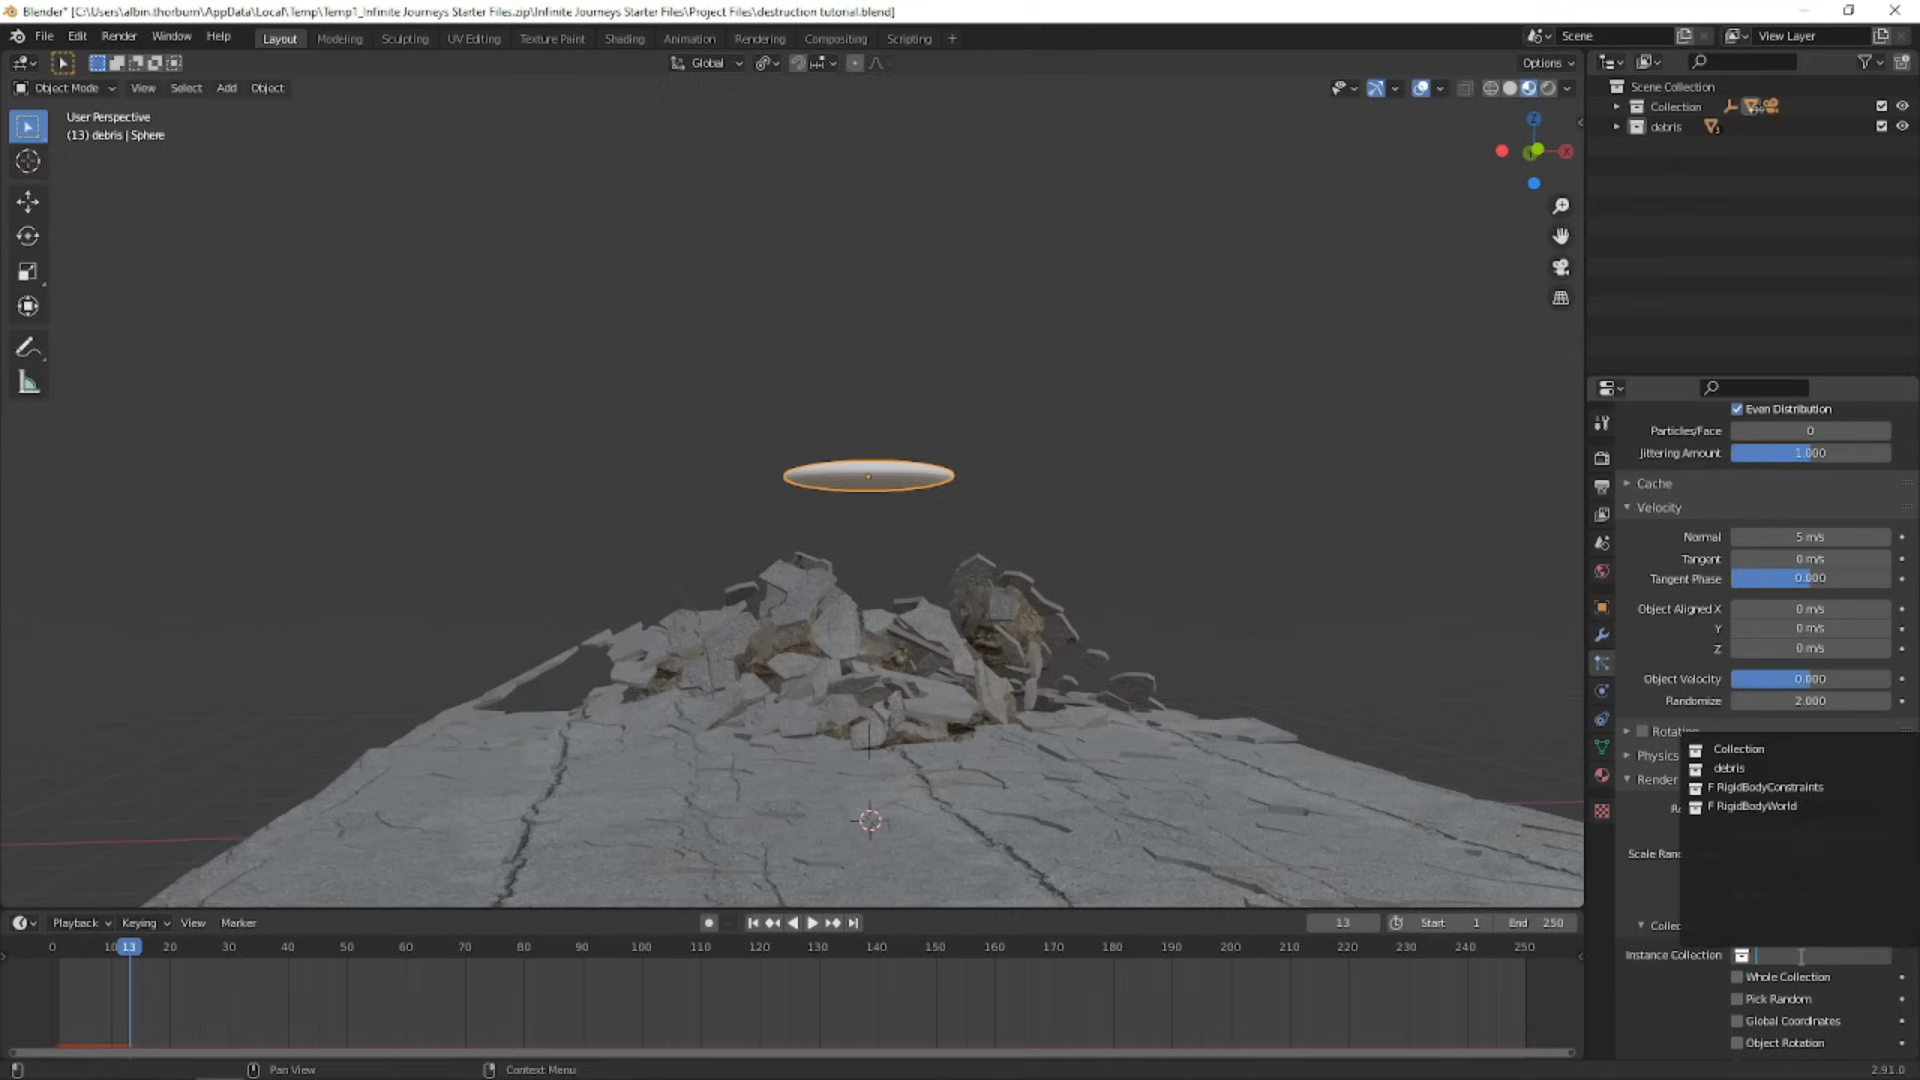 Blender* [C:\Users\albin.thorburn\AppData\Local\Temp\Temp1_Infinite Journeys Starter Files.zip\Infinite Journeys Starter Files\Project Files\destruction tutorial.blend]
File Edit Render Window Help Layout Modeling Sculpting UV Editing Texture Paint Shading Animation Rendering Compositing Scripting + Scene View Layer
Global Options
Object Mode View Select Add Object
User Perspective
(13) debris | Sphere
Z
X
Y
Scene Collection
Collection
debris
Even Distribution
Particles/Face 0
Jittering Amount 1.000
Cache
Velocity
Normal 5 m/s
Tangent 0 m/s
Tangent Phase 0.000
Object Aligned X 0 m/s
Y 0 m/s
Z 0 m/s
Object Velocity 0.000
Randomize 2.000
Rotation
Physics
Render
Scale Rand
Collec
Collection
debris
F RigidBodyConstraints
F RigidBodyWorld
Instance Collection
Whole Collection
Pick Random
Global Coordinates
Object Rotation
Playback Keying View Marker 13 Start 1 End 250
0 10 13 20 30 40 50 60 70 80 90 100 110 120 130 140 150 160 170 180 190 200 210 220 230 240 250
Pan View Context Menu 2.91.0